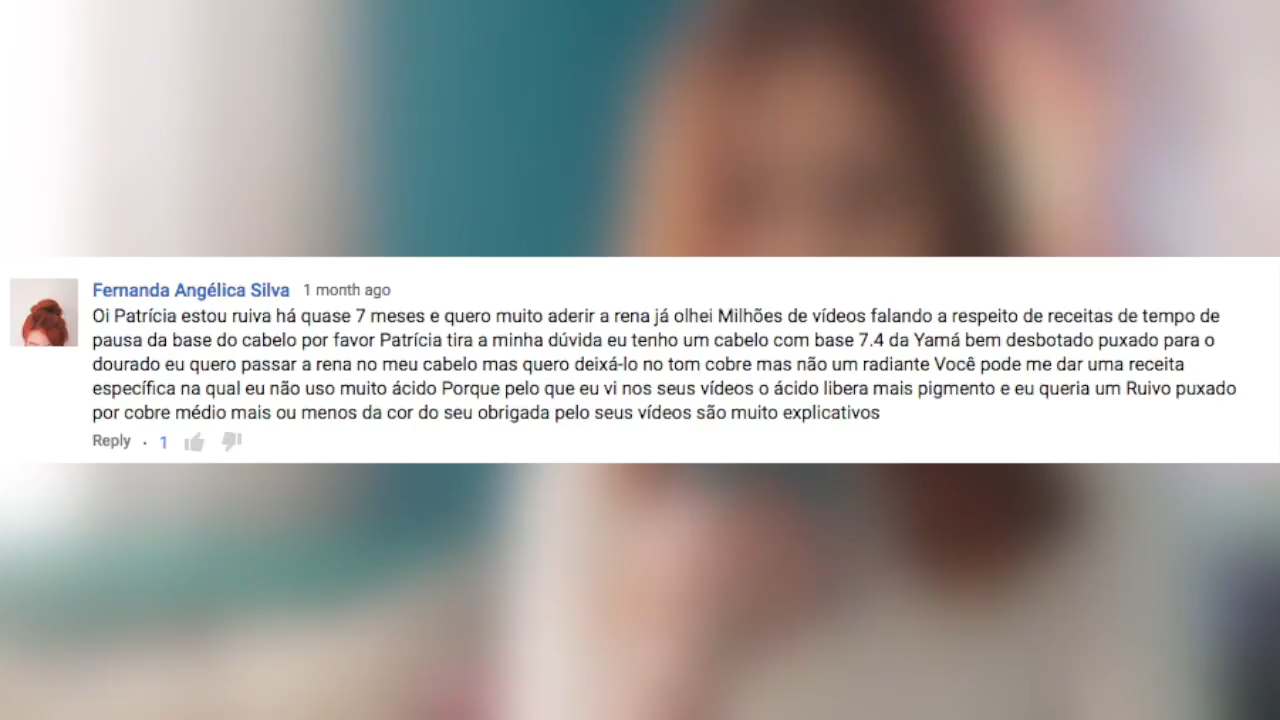 Fernanda Angélica Silva 1 month ago
Oi Patrícia estou ruiva há quase 7 meses e quero muito aderir a rena já olhei Milhões de vídeos falando a respeito de receitas de tempo de
pausa da base do cabelo por favor Patrícia tira a minha dúvida eu tenho um cabelo com base 7.4 da Yamá bem desbotado puxado para o
dourado eu quero passar a rena no meu cabelo mas quero deixá-lo no tom cobre mas não um radiante Você pode me dar uma receita
específica na qual eu não uso muito ácido Porque pelo que eu vi nos seus vídeos o ácido libera mais pigmento e eu queria um Ruivo puxado
por cobre médio mais ou menos da cor do seu obrigada pelo seus vídeos são muito explicativos
Reply · 1